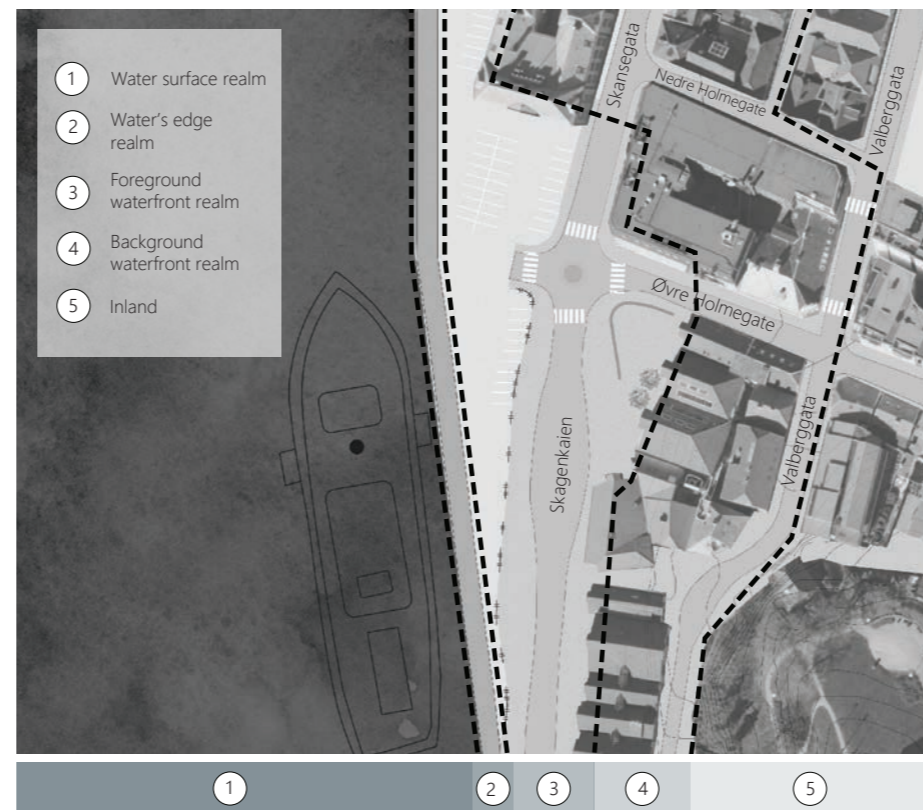 1 Water surface realm
2 Water's edge
realm
3 Foreground
waterfront realm
4 Background
waterfront realm
5 Inland
Skansegata
Nedre Holmegate
Valberggata
Øvre Holmegate
Skagenkaien
Valberggata
1 2 3 4 5